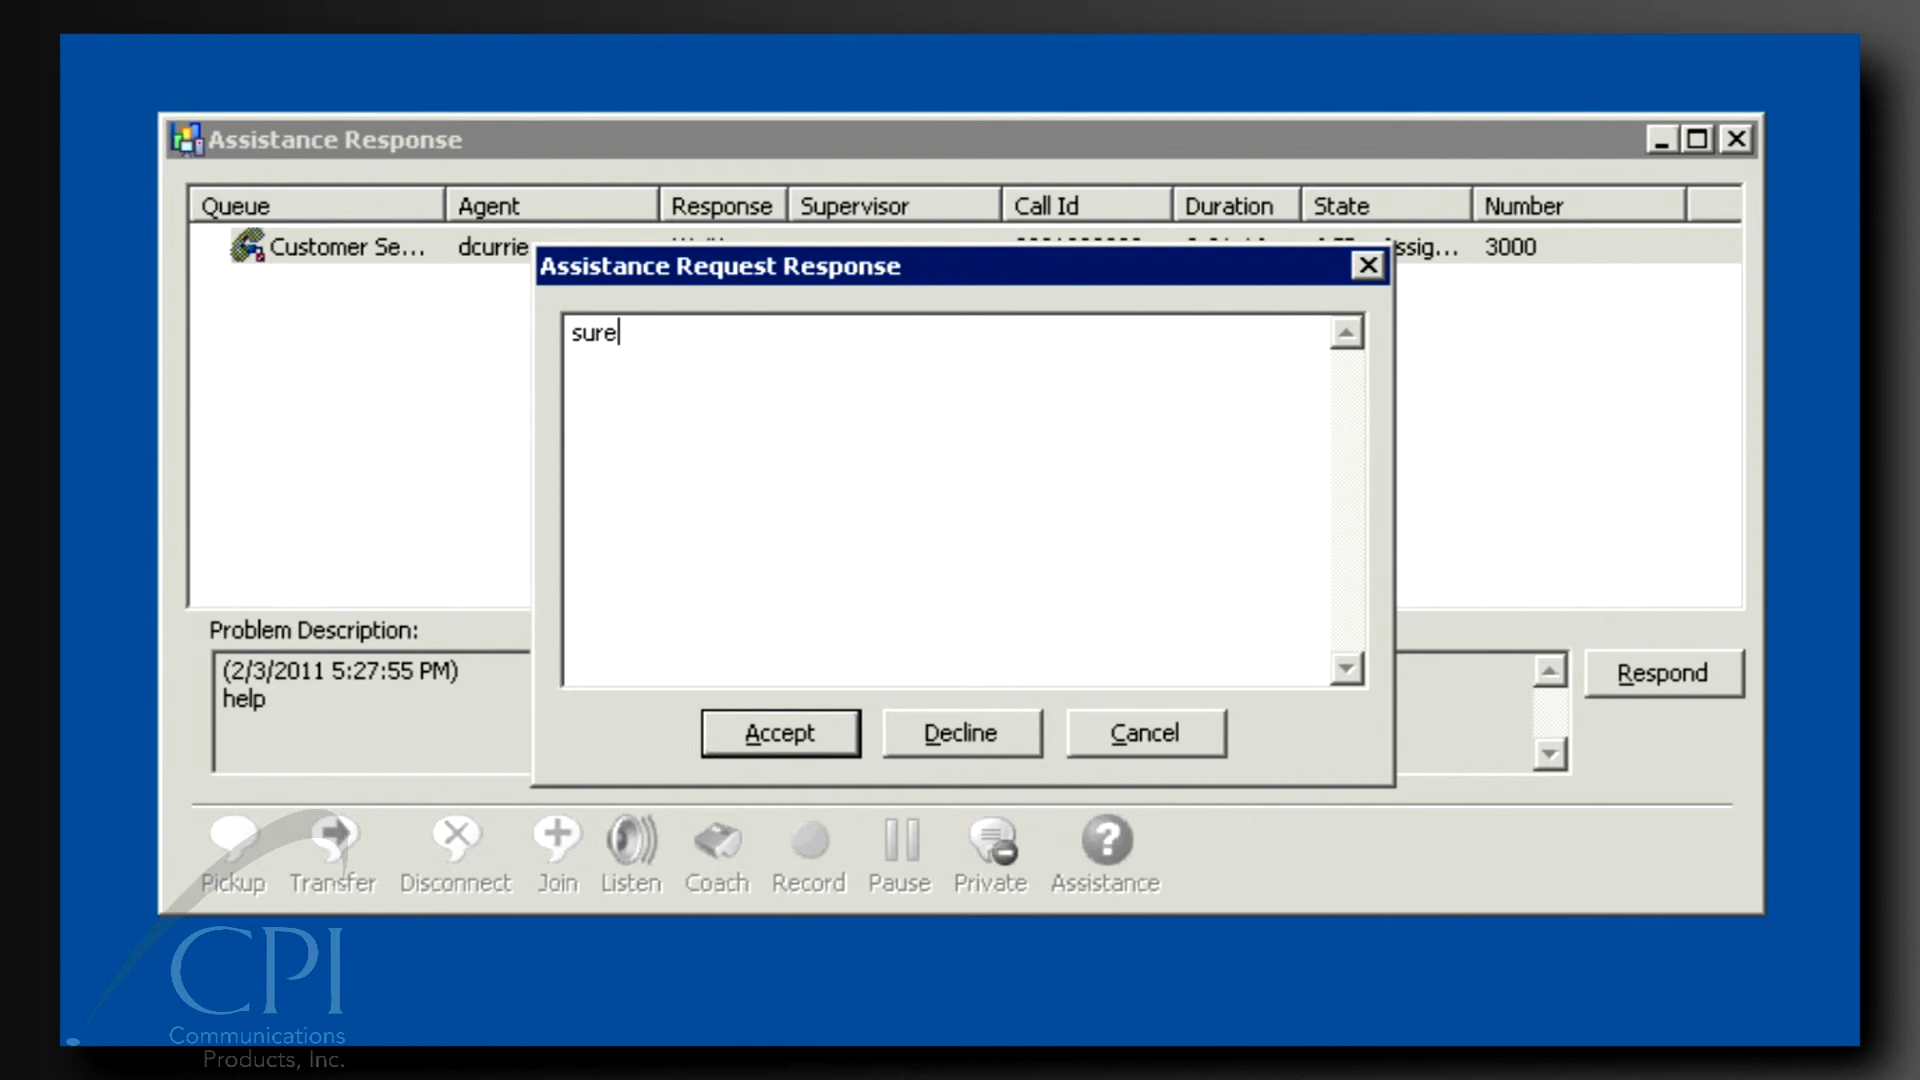 Assistance Response
Queue Agent Response Supervisor Call Id Duration State Number
Customer Se... dcurrie ssig... 3000
Assistance Request Response
sure
Problem Description:
(2/3/2011 5:27:55 PM)
help
Respond
Accept Decline Cancel
Pickup Transfer Disconnect Join Listen Coach Record Pause Private Assistance
CPI
Communications
Products, Inc.